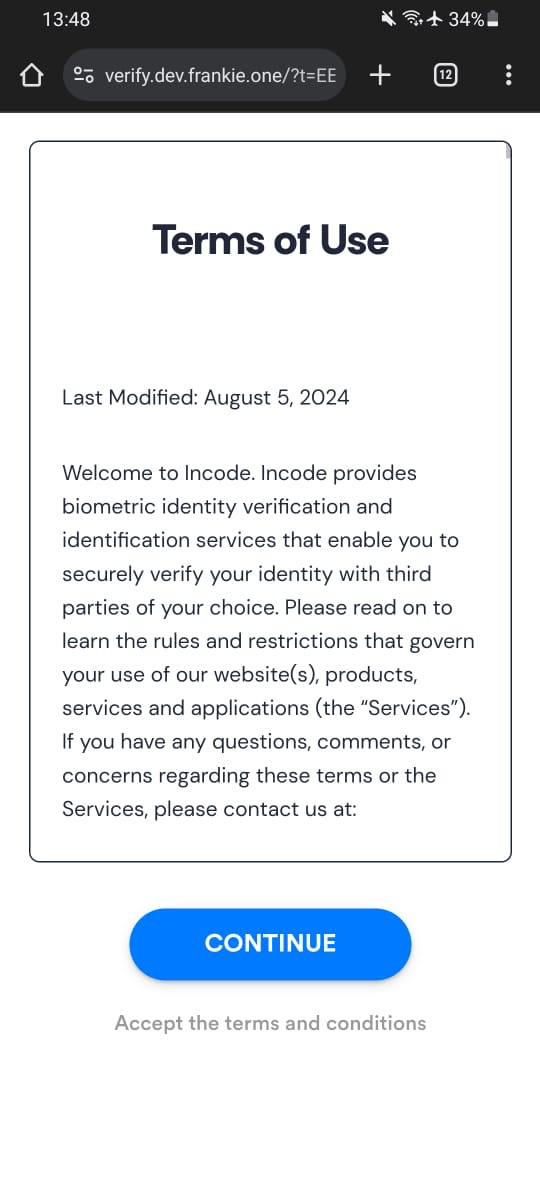 13:48
34%
verify.dev.frankie.one/?t=EE
12
Terms of Use
Last Modified: August 5, 2024
Welcome to Incode. Incode provides
biometric identity verification and
identification services that enable you to
securely verify your identity with third
parties of your choice. Please read on to
learn the rules and restrictions that govern
your use of our website(s), products,
services and applications (the “Services”).
If you have any questions, comments, or
concerns regarding these terms or the
Services, please contact us at:
CONTINUE
Accept the terms and conditions